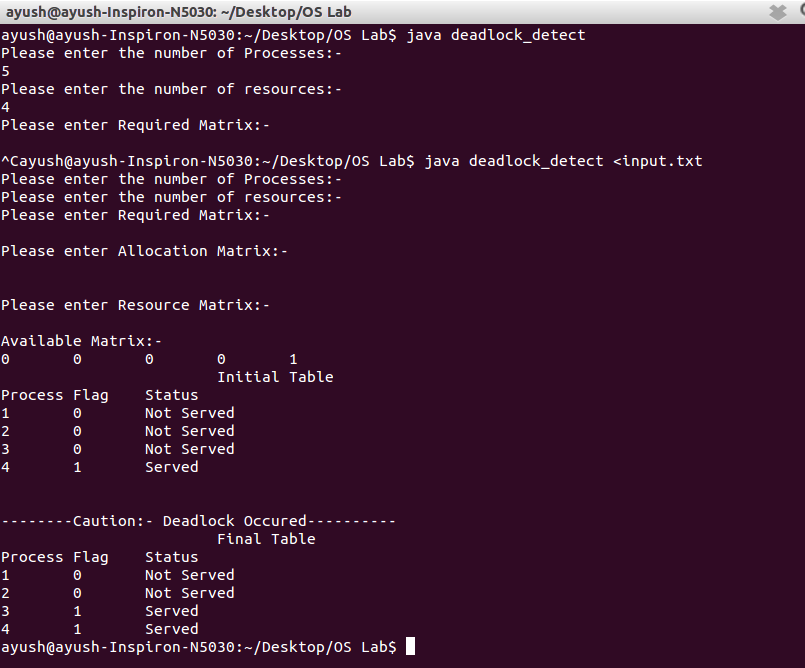 ayush@ayush-Inspiron-N5030: ~/Desktop/OS Lab
ayush@ayush-Inspiron-N5030:~/Desktop/OS Lab$ java deadlock_detect
Please enter the number of Processes:-
5
Please enter the number of resources:-
4
Please enter Required Matrix:-
^Cayush@ayush-Inspiron-N5030:~/Desktop/OS Lab$ java deadlock_detect <input.txt
Please enter the number of Processes:-
Please enter the number of resources:-
Please enter Required Matrix:-
Please enter Allocation Matrix:-
Please enter Resource Matrix:-
Available Matrix:-
0 0 0 0 1
Initial Table
Process Flag Status
1 0 Not Served
2 0 Not Served
3 0 Not Served
4 1 Served
--------Caution:- Deadlock Occured----------
Final Table
Process Flag Status
1 0 Not Served
2 0 Not Served
3 1 Served
4 1 Served
ayush@ayush-Inspiron-N5030:~/Desktop/OS Lab$